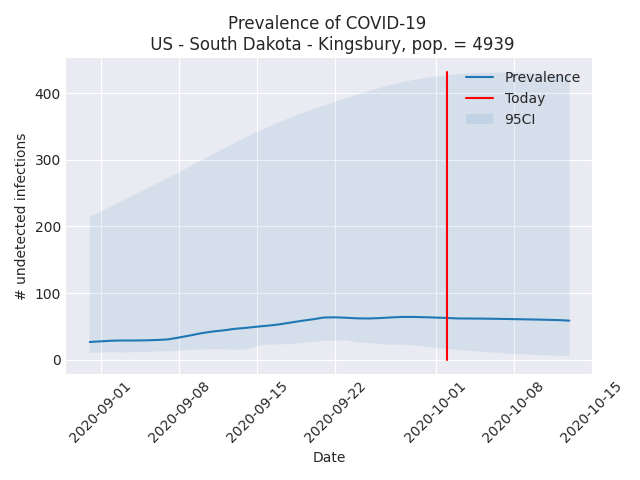 Prevalence of COVID-19
US - South Dakota - Kingsbury, pop. = 4939
Prevalence
Today
95CI
# undetected infections
400
300
200
100
0
2020-09-01
2020-09-08
2020-09-15
2020-09-22
2020-10-01
2020-10-08
2020-10-15
Date